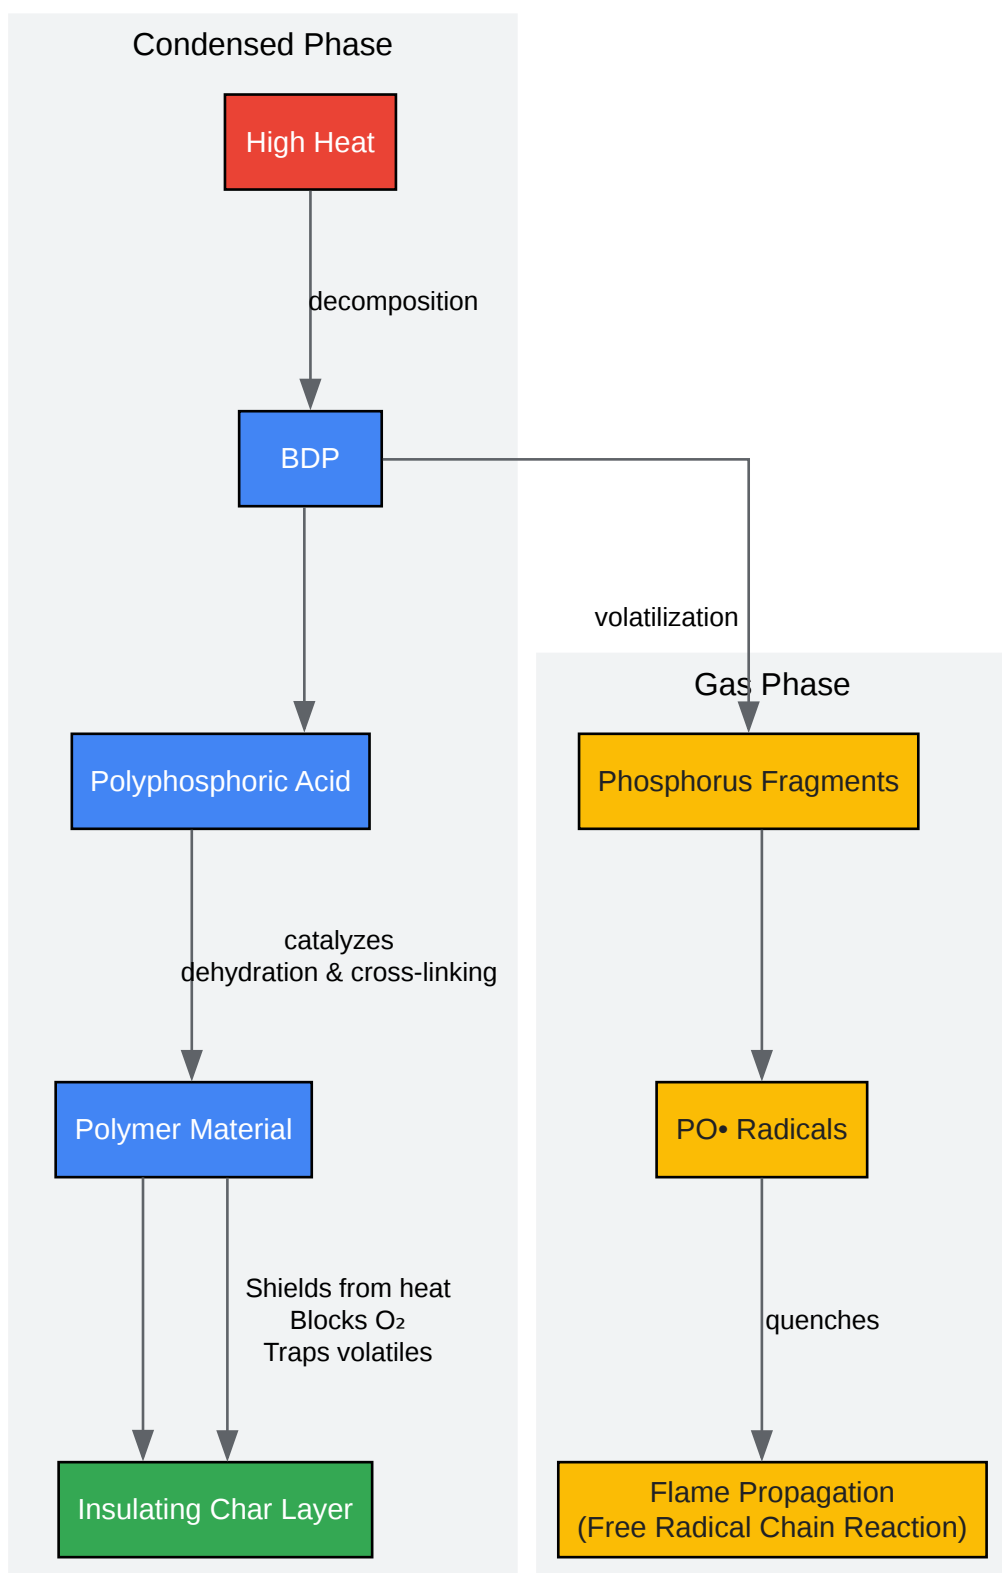 Condensed Phase
High Heat
decomposition
BDP
volatilization
Gas Phase
Polyphosphoric Acid
Phosphorus Fragments
catalyzes
dehydration & cross-linking
Polymer Material
PO• Radicals
Shields from heat
Blocks O₂
Traps volatiles
quenches
Insulating Char Layer
Flame Propagation
(Free Radical Chain Reaction)